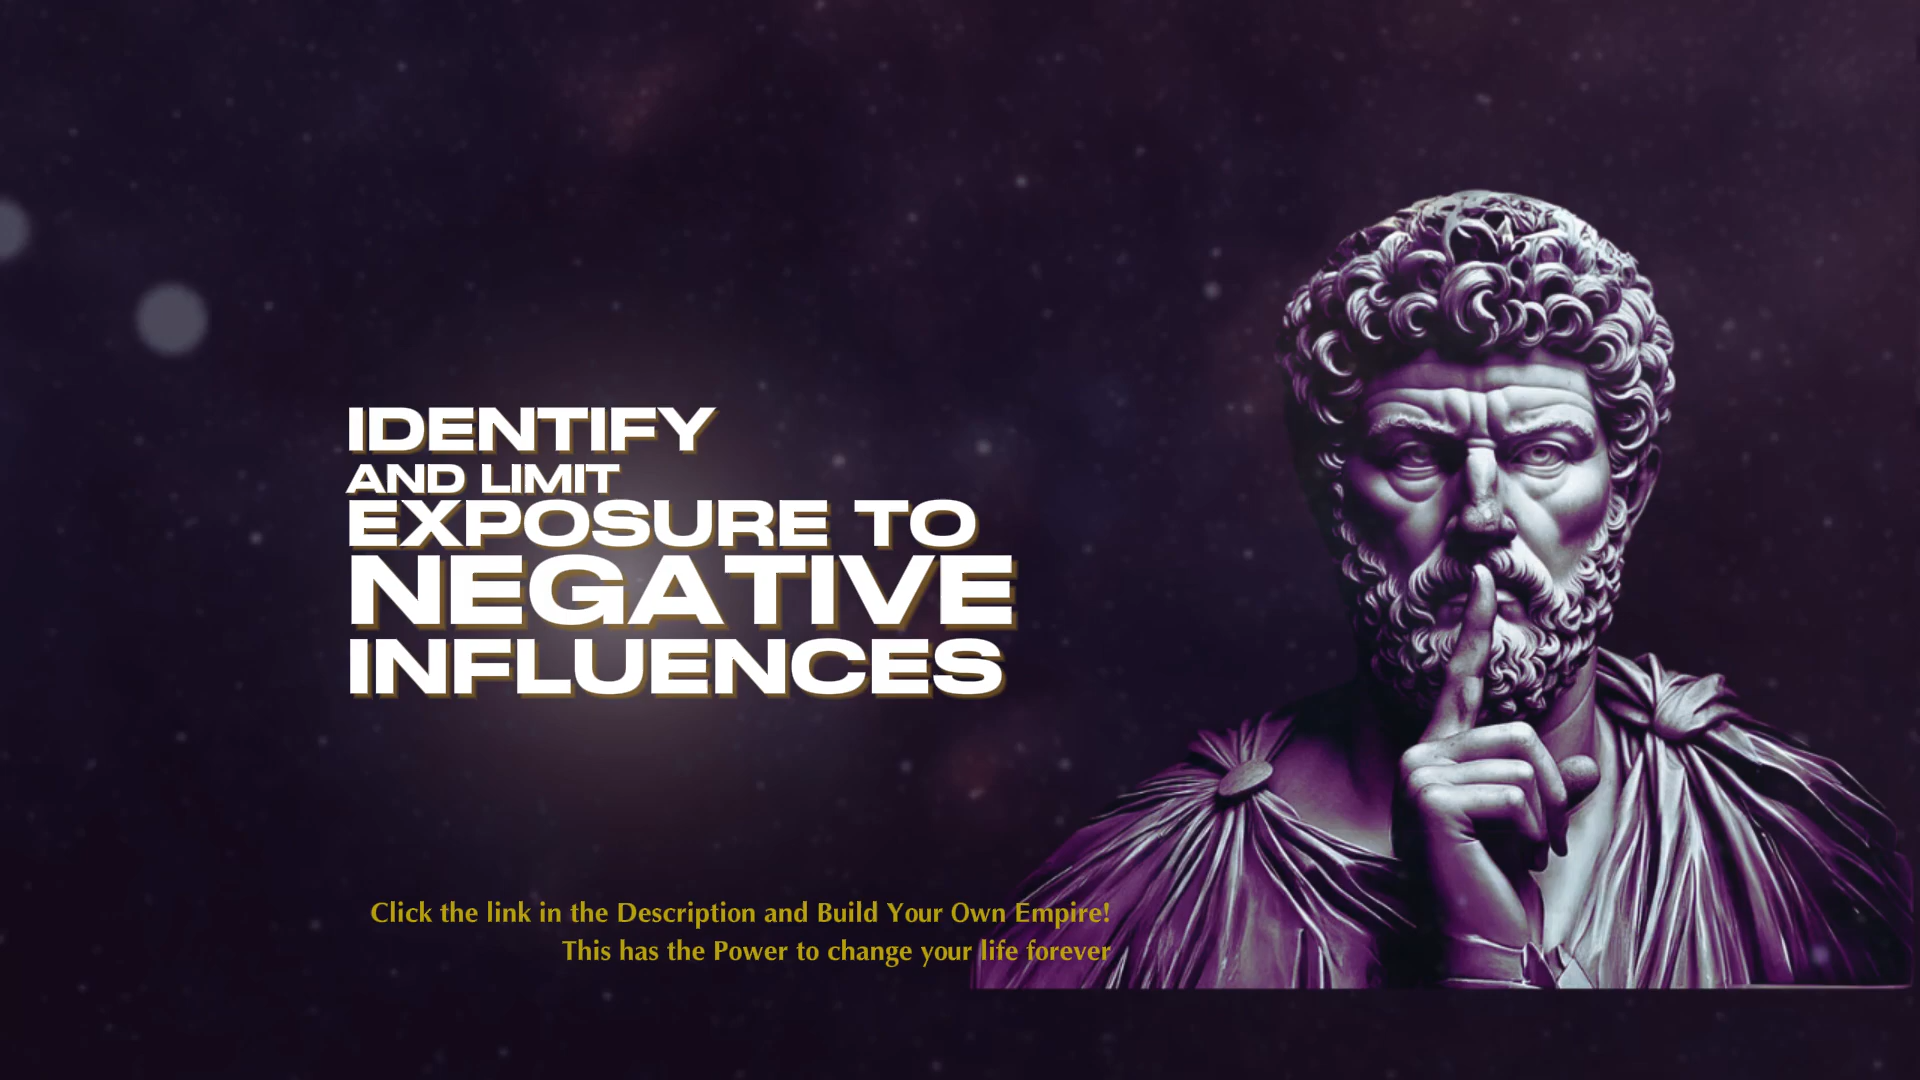 IDENTIFY
AND LIMIT
EXPOSURE TO
NEGATIVE
INFLUENCES
Click the link in the Description and Build Your Own Empire!
This has the Power to change your life forever